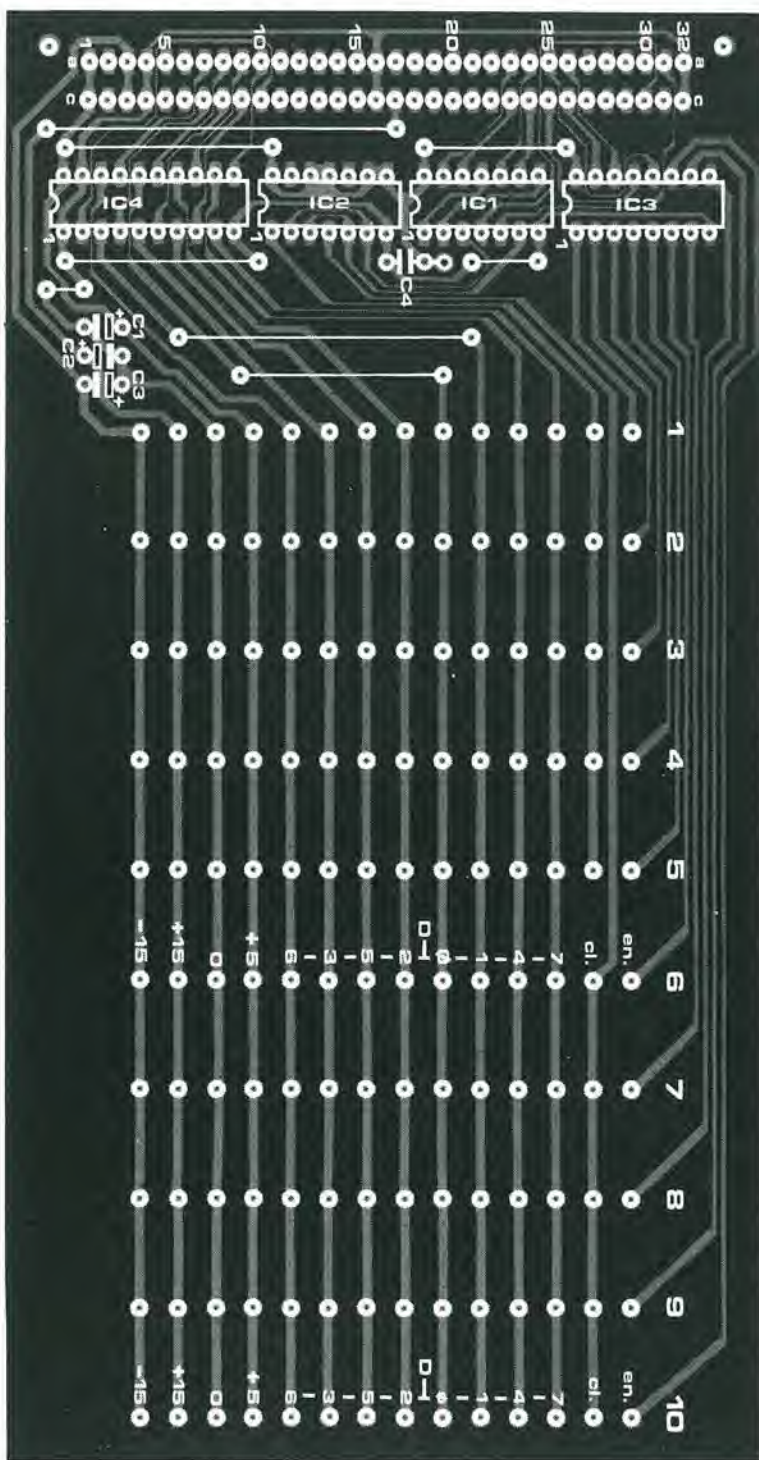 1 5 10 15 20 25 30 32
a a
c c
IC4 IC2 IC1 IC3
1 1 1 1
C4
+ C1
C2 +
C3
+
1
2
3
4
5
-15 +15 0 +5 6 - 3 - 5 - 2 D ø - 1 - 4 - 7 cl. en.
6
7
8
9
-15 +15 0 +5 6 - 3 - 5 - 2 D ø - 1 - 4 - 7 cl. en.
10